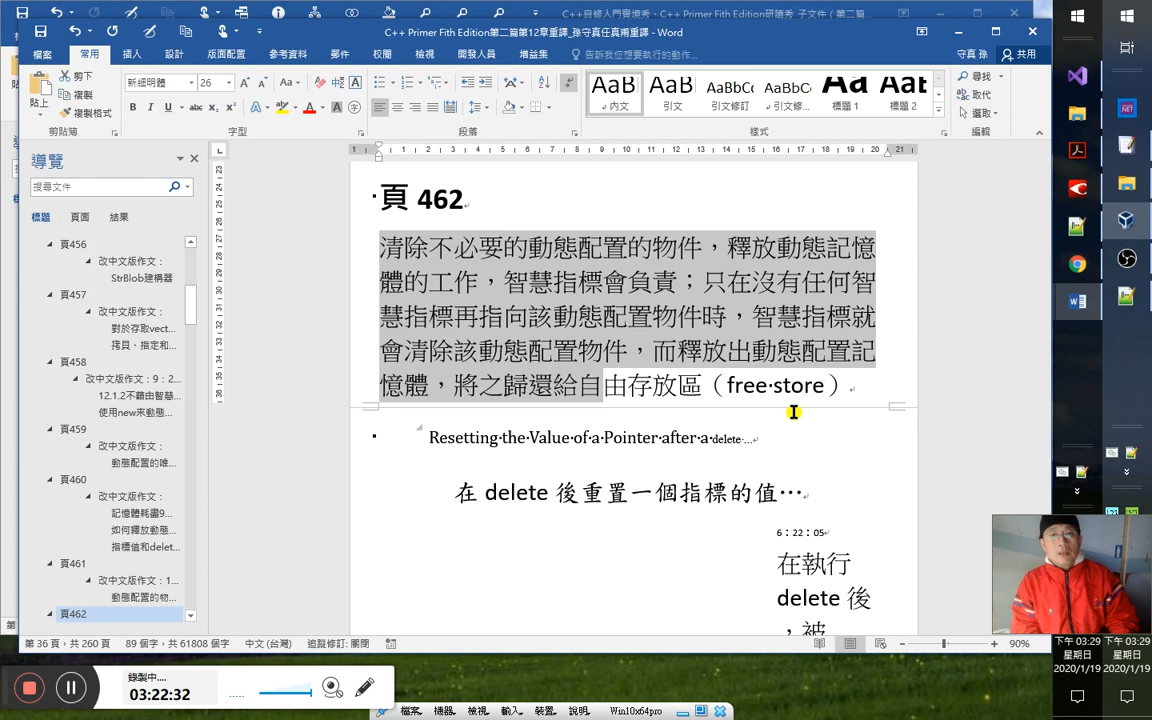 C++自修入門實境秀、C++ Primer Fith Edition研讀秀 子文件（第二篇
C++ Primer Fith Edition第二篇第12章重譯_孫守真任真甫重譯 - Word
檔案 常用 插入 設計 版面配置 參考資料 郵件 校閱 檢視 開發人員 增益集 告訴我您想要執行的動作... 守真 孫 共用
貼上 剪下 複製 複製格式 剪貼簿
新細明體 26 字型
段落
AaB 內文 AaB 引文 AaBbCc 引文修訂 AaBbCc 引文修... Aa 標題 1 Aat 標題 2 樣式
尋找 取代 選取 編輯
導覽
搜尋文件
標題 頁面 結果
頁456
改中文版作文：
StrBlob建構器
頁457
改中文版作文：
對於存取vect...
拷貝、指定和...
頁458
改中文版作文：9：2...
12.1.2不藉由智慧...
使用new來動態...
頁459
改中文版作文：
動態配置的唯...
頁460
改中文版作文：
記憶體耗盡9...
如何釋放動態...
指標值和delet...
頁461
改中文版作文：1...
動態配置的物...
頁462
頁 462
清除不必要的動態配置的物件，釋放動態記憶
體的工作，智慧指標會負責；只在沒有任何智
慧指標再指向該動態配置物件時，智慧指標就
會清除該動態配置物件，而釋放出動態配置記
憶體，將之歸還給自由存放區（free·store）
Resetting·the·Value·of·a·Pointer·after·a·delete·...
在 delete 後重置一個指標的值…
6：22：05
在執行
delete 後
，被
第 36 頁，共 260 頁 89 個字，共 61808 個字 中文 (台灣) 追蹤修訂: 關閉 90%
錄製中....
03:22:32
檔案 機器 檢視 輸入 裝置 說明 Win10x64pro
下午 03:29 下午 03:29
星期日 星期日
2020/1/19 2020/1/19